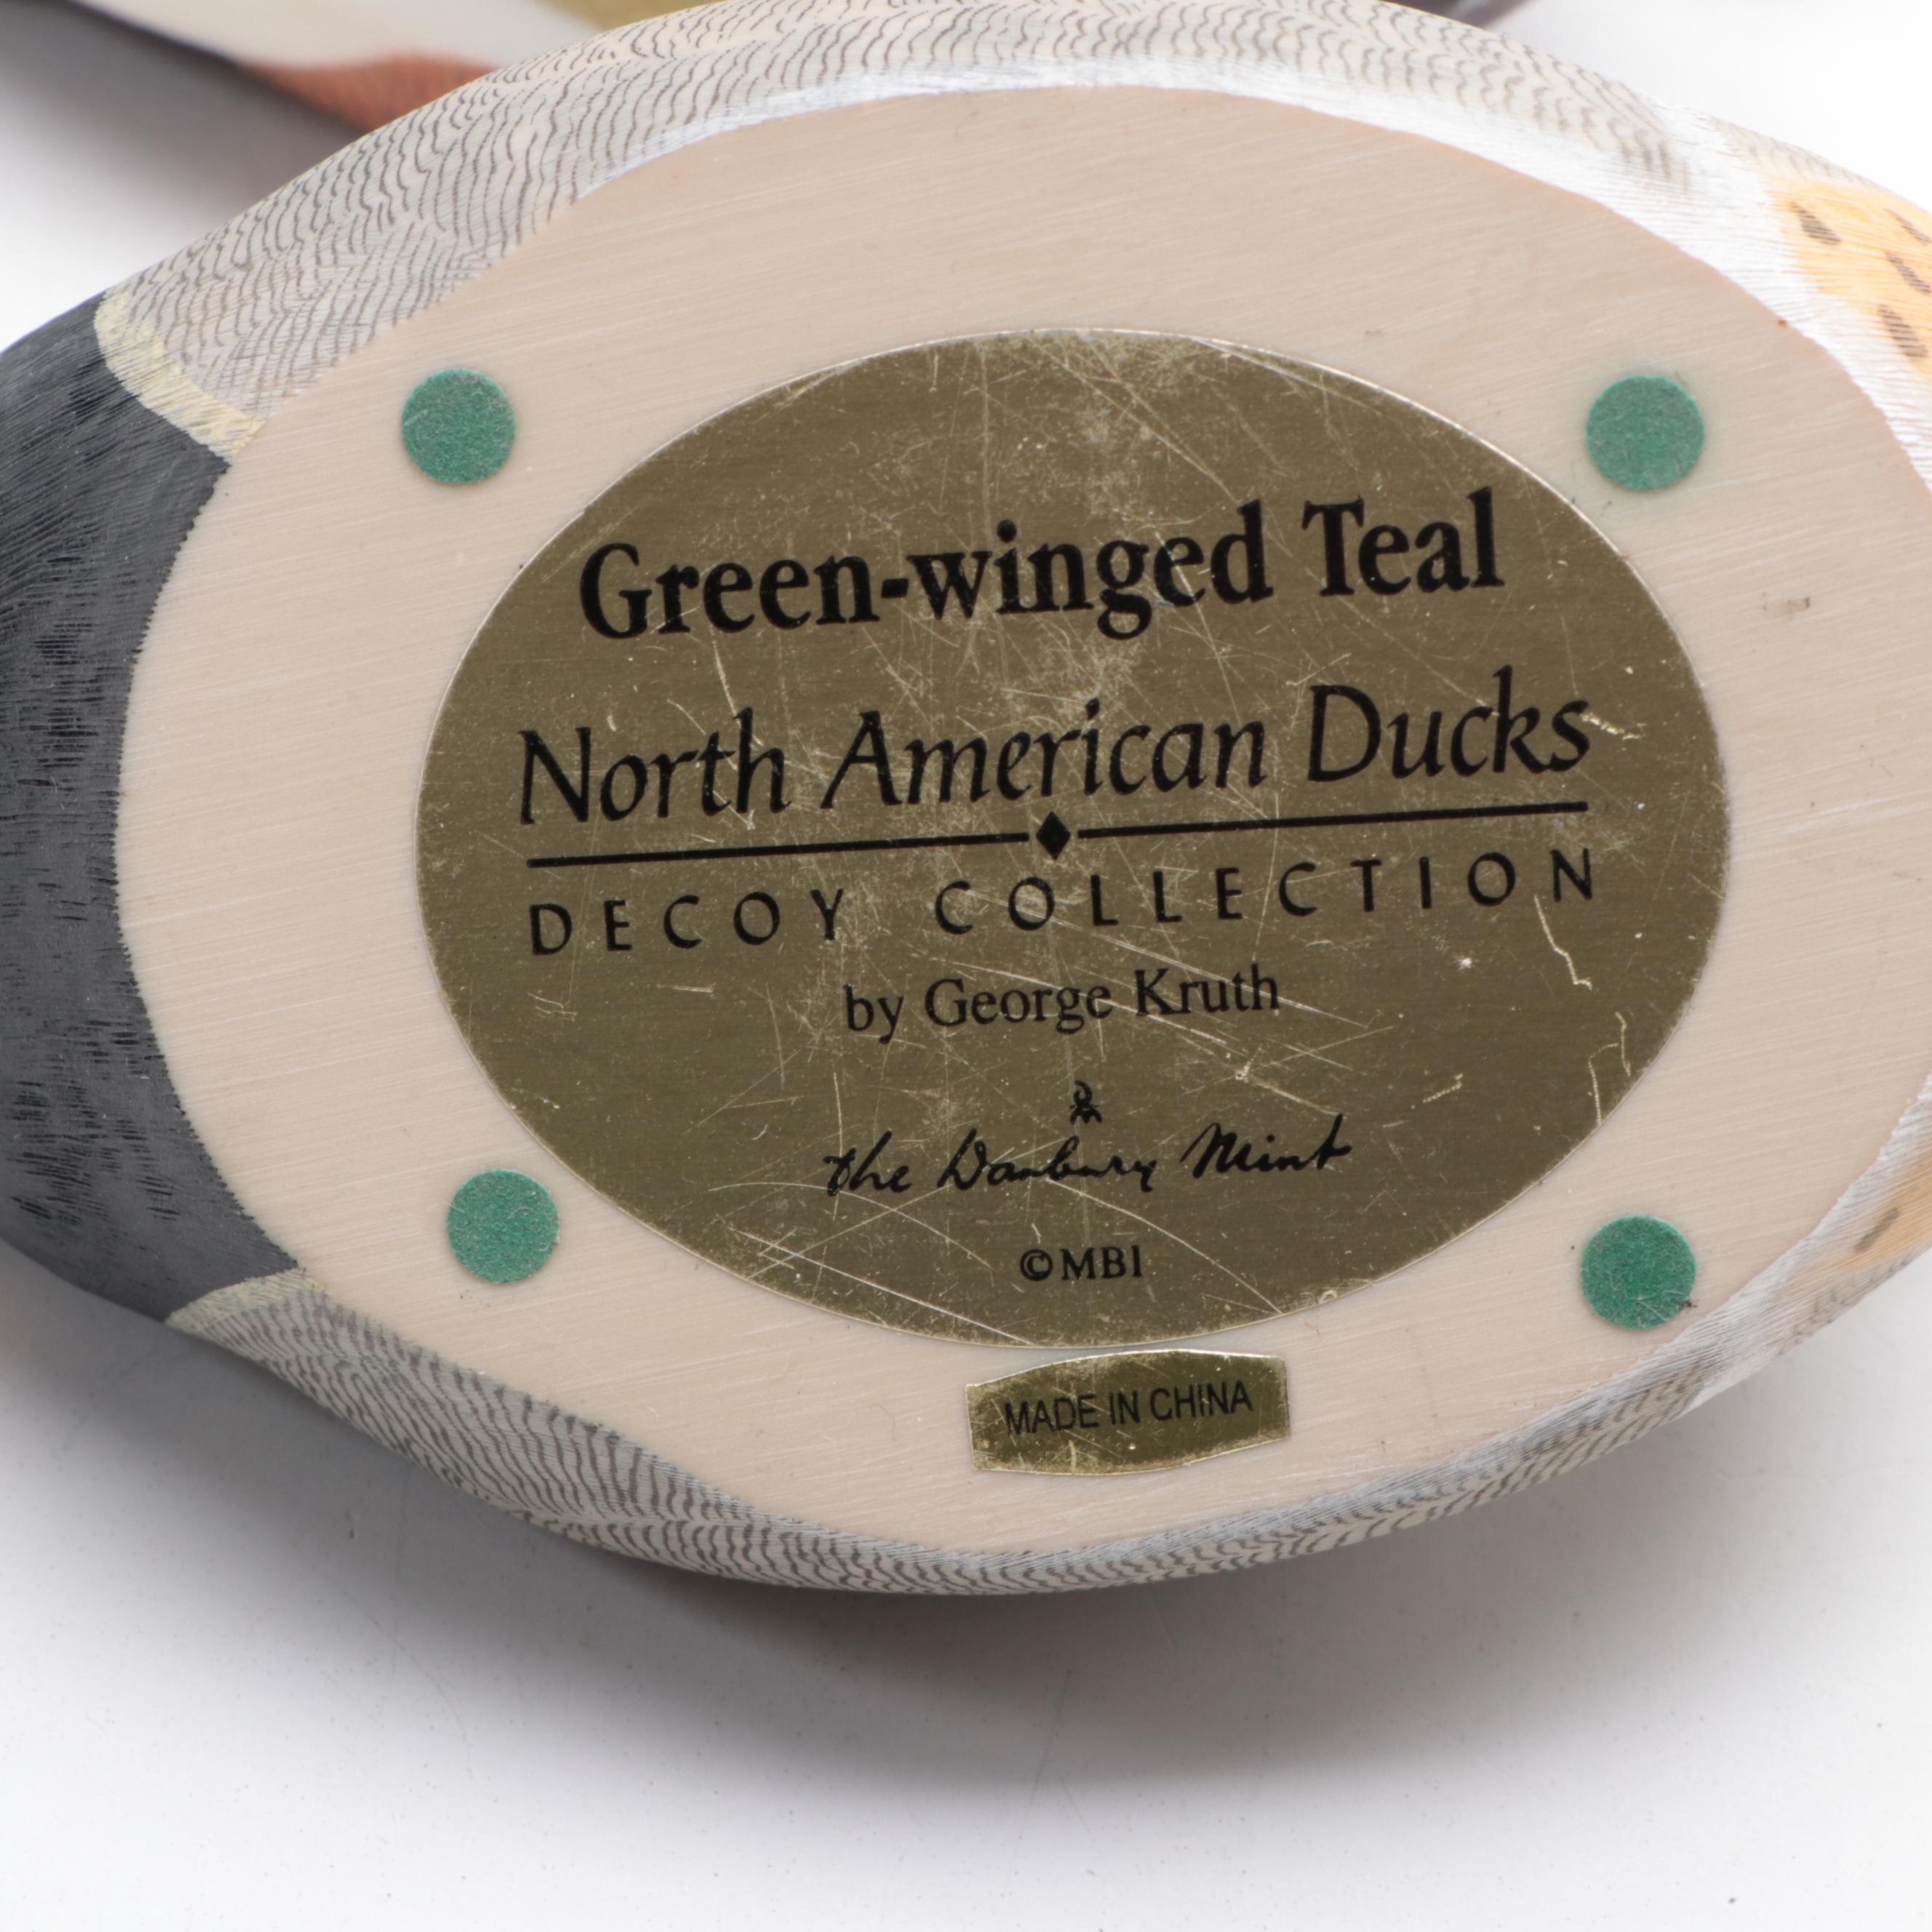 Green-winged Teal
North American Ducks
DECOY COLLECTION
by George Kruth
the Danbury Mint
©MBI
MADE IN CHINA